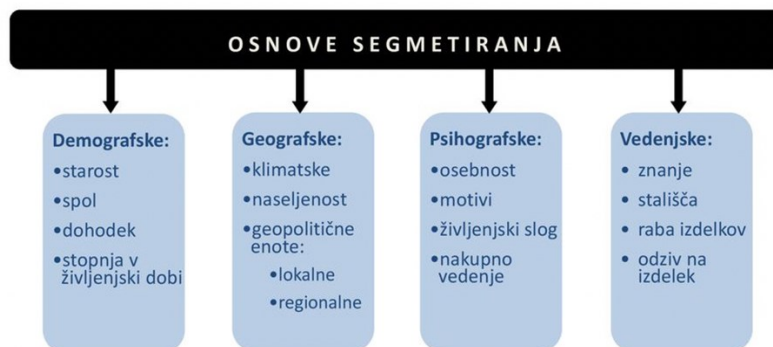 OSNOVE SEGMETIRANJA
Demografske:
•starost
•spol
•dohodek
•stopnja v
življenjski dobi
Geografske:
•klimatske
•naseljenost
•geopolitične
enote:
•lokalne
•regionalne
Psihografske:
•osebnost
•motivi
•življenjski slog
•nakupno
vedenje
Vedenjske:
• znanje
• stališča
• raba izdelkov
• odziv na
izdelek